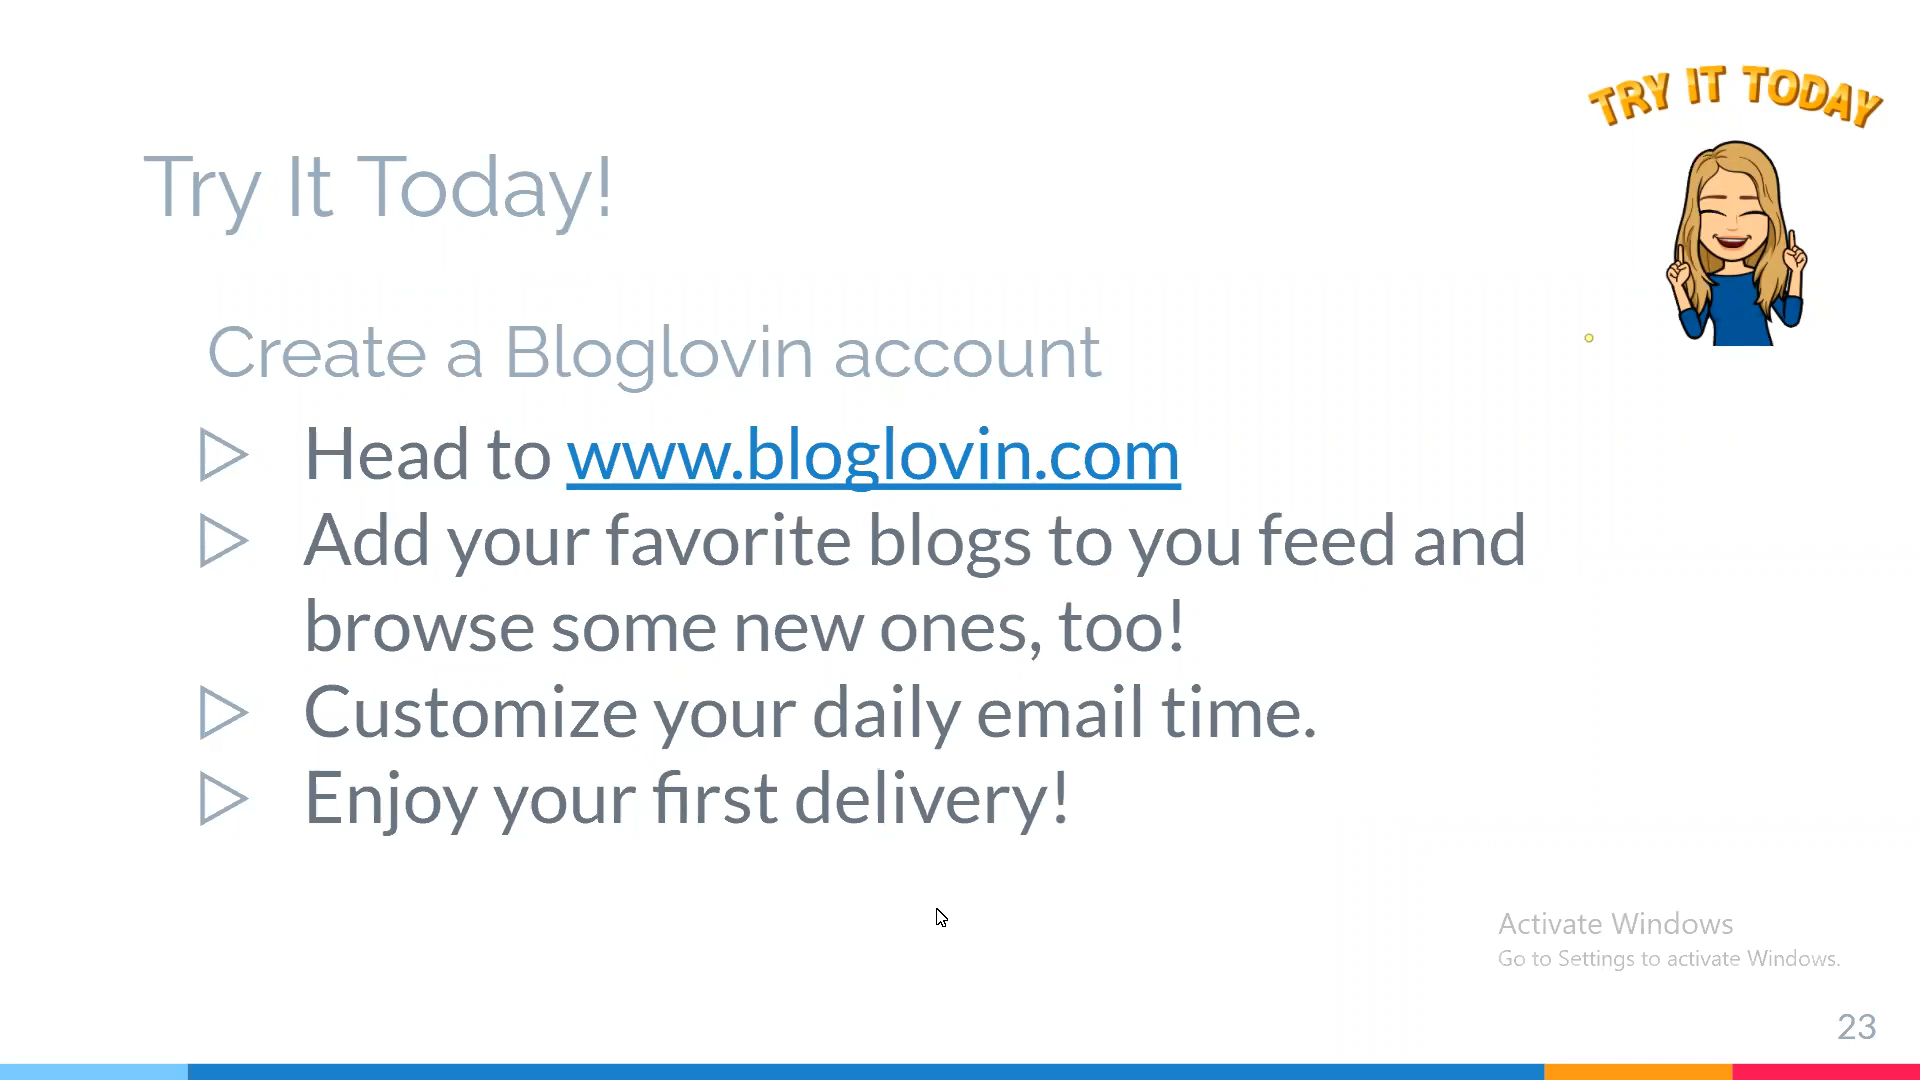 TRY IT TODAY
Try It Today!
Create a Bloglovin account
Head to www.bloglovin.com
Add your favorite blogs to you feed and
browse some new ones, too!
Customize your daily email time.
Enjoy your first delivery!
Activate Windows
Go to Settings to activate Windows.
23